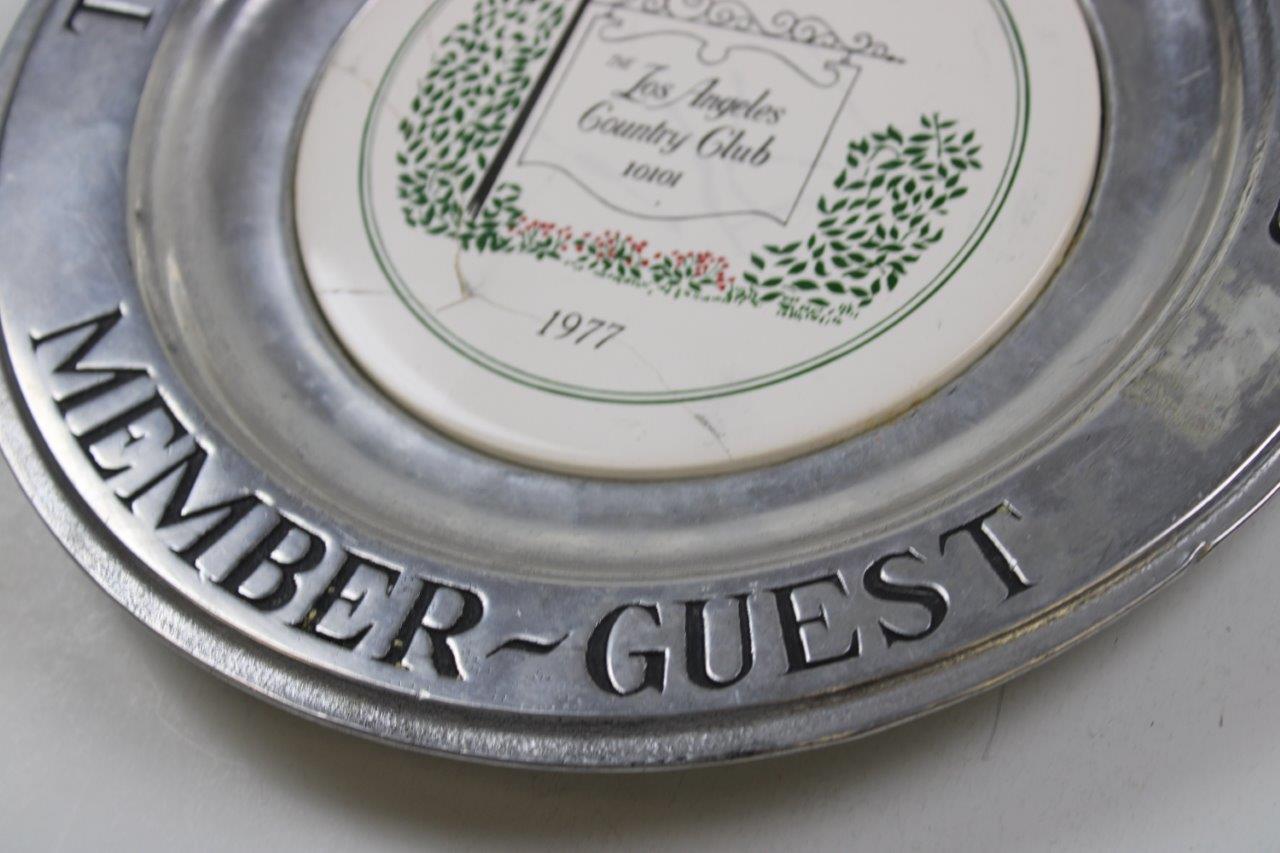 THE
Los Angeles
Country Club
10101
1977
MEMBER~GUEST